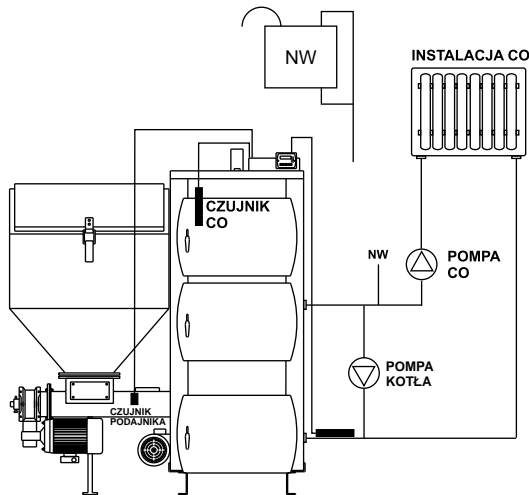 NW
INSTALACJA CO
CZUJNIK
CO
NW
POMPA
CO
POMPA
KOTŁA
CZUJNIK
PODAJNIKA